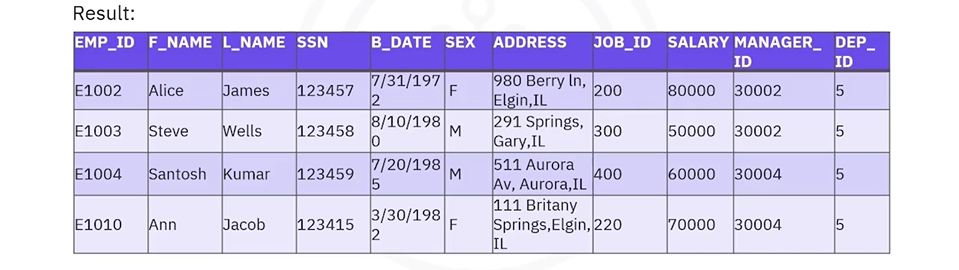 Result:
EMP_ID F_NAME L_NAME SSN B_DATE SEX ADDRESS JOB_ID SALARY MANAGER_ DEP_
ID ID
E1002 Alice James 123457 7/31/197 F 980 Berry ln, 200 80000 30002 5
2 Elgin,IL
E1003 Steve Wells 123458 8/10/198 M 291 Springs, 300 50000 30002 5
0 Gary,IL
E1004 Santosh Kumar 123459 7/20/198 M 511 Aurora 400 60000 30004 5
5 Av, Aurora,IL
E1010 Ann Jacob 123415 3/30/198 F 111 Britany 220 70000 30004 5
2 Springs,Elgin,
IL